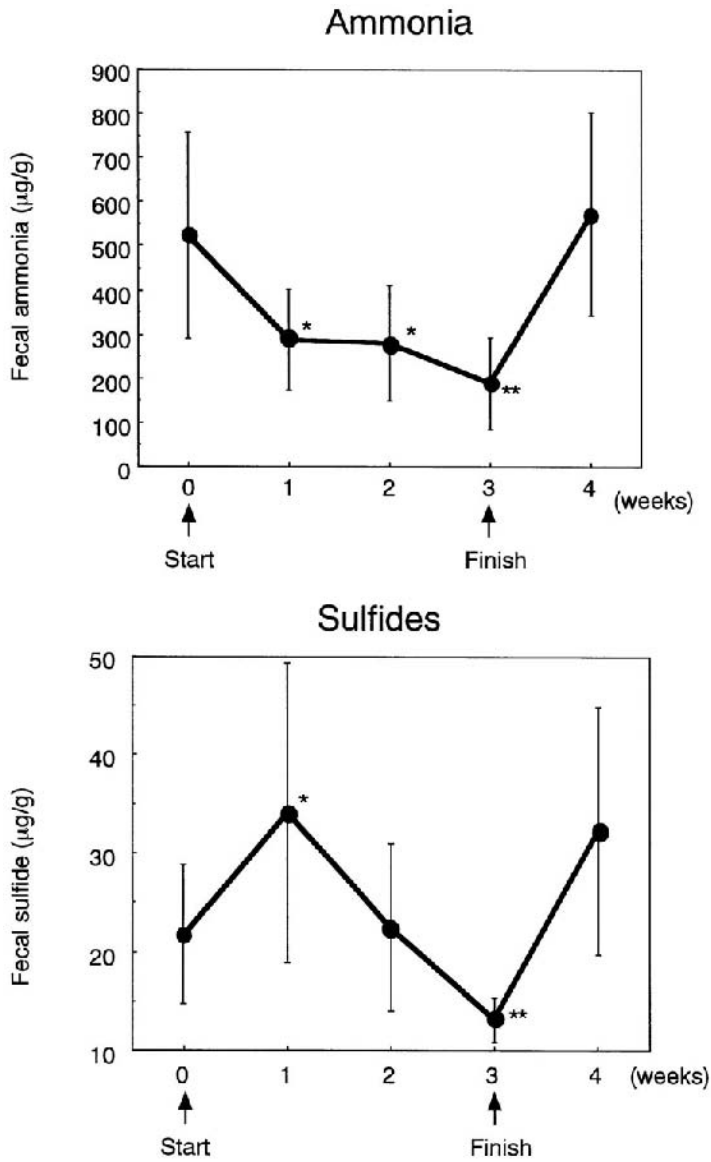 Ammonia
Fecal ammonia (μg/g)
900
800
700
600
500
400
300
200
100
0
*
*
**
0 1 2 3 4 (weeks)
Start Finish
Sulfides
Fecal sulfide (μg/g)
50
40
30
20
10
*
**
0 1 2 3 4 (weeks)
Start Finish